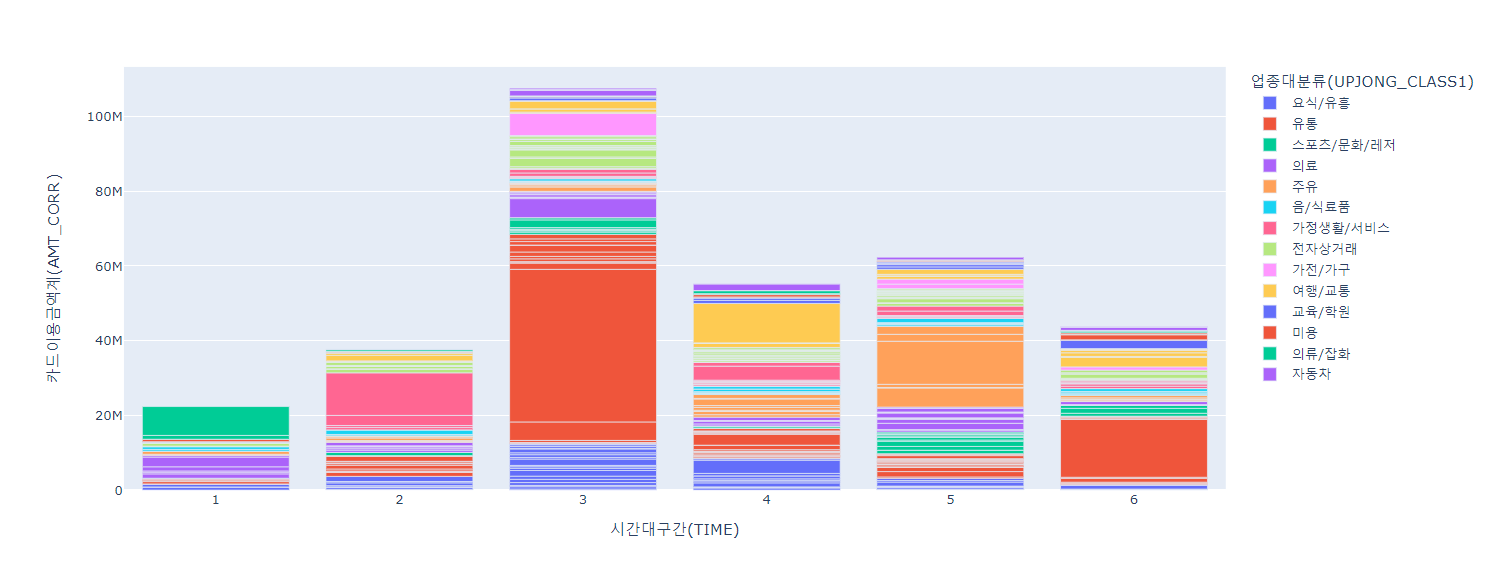 업종대분류(UPJONG_CLASS1)
요식/유흥
유통
스포츠/문화/레저
의료
주유
음/식료품
가정생활/서비스
전자상거래
가전/가구
여행/교통
교육/학원
미용
의류/잡화
자동차
카드이용금액계(AMT_CORR)
100M
80M
60M
40M
20M
0
1 2 3 4 5 6
시간대구간(TIME)